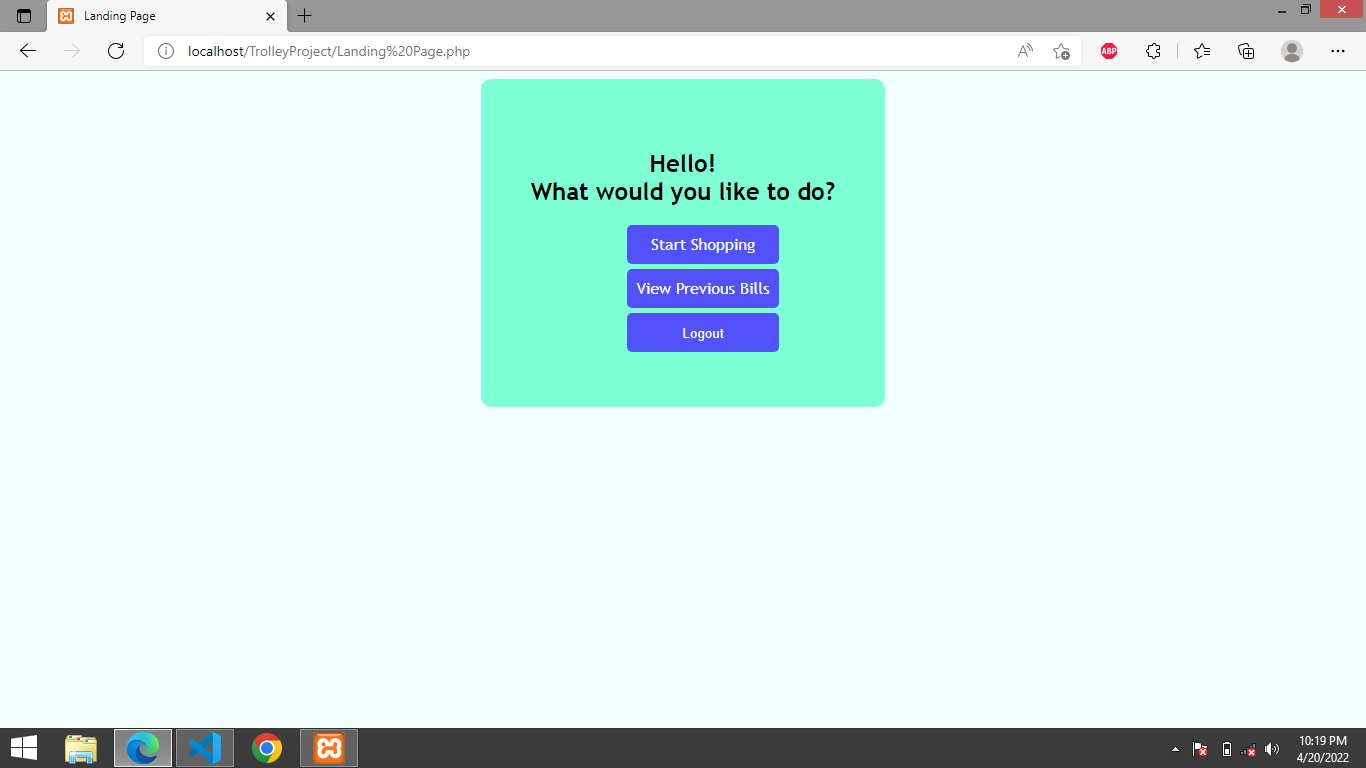 Landing Page
localhost/TrolleyProject/Landing%20Page.php
ABP
Hello!
What would you like to do?
Start Shopping
View Previous Bills
Logout
10:19 PM
4/20/2022